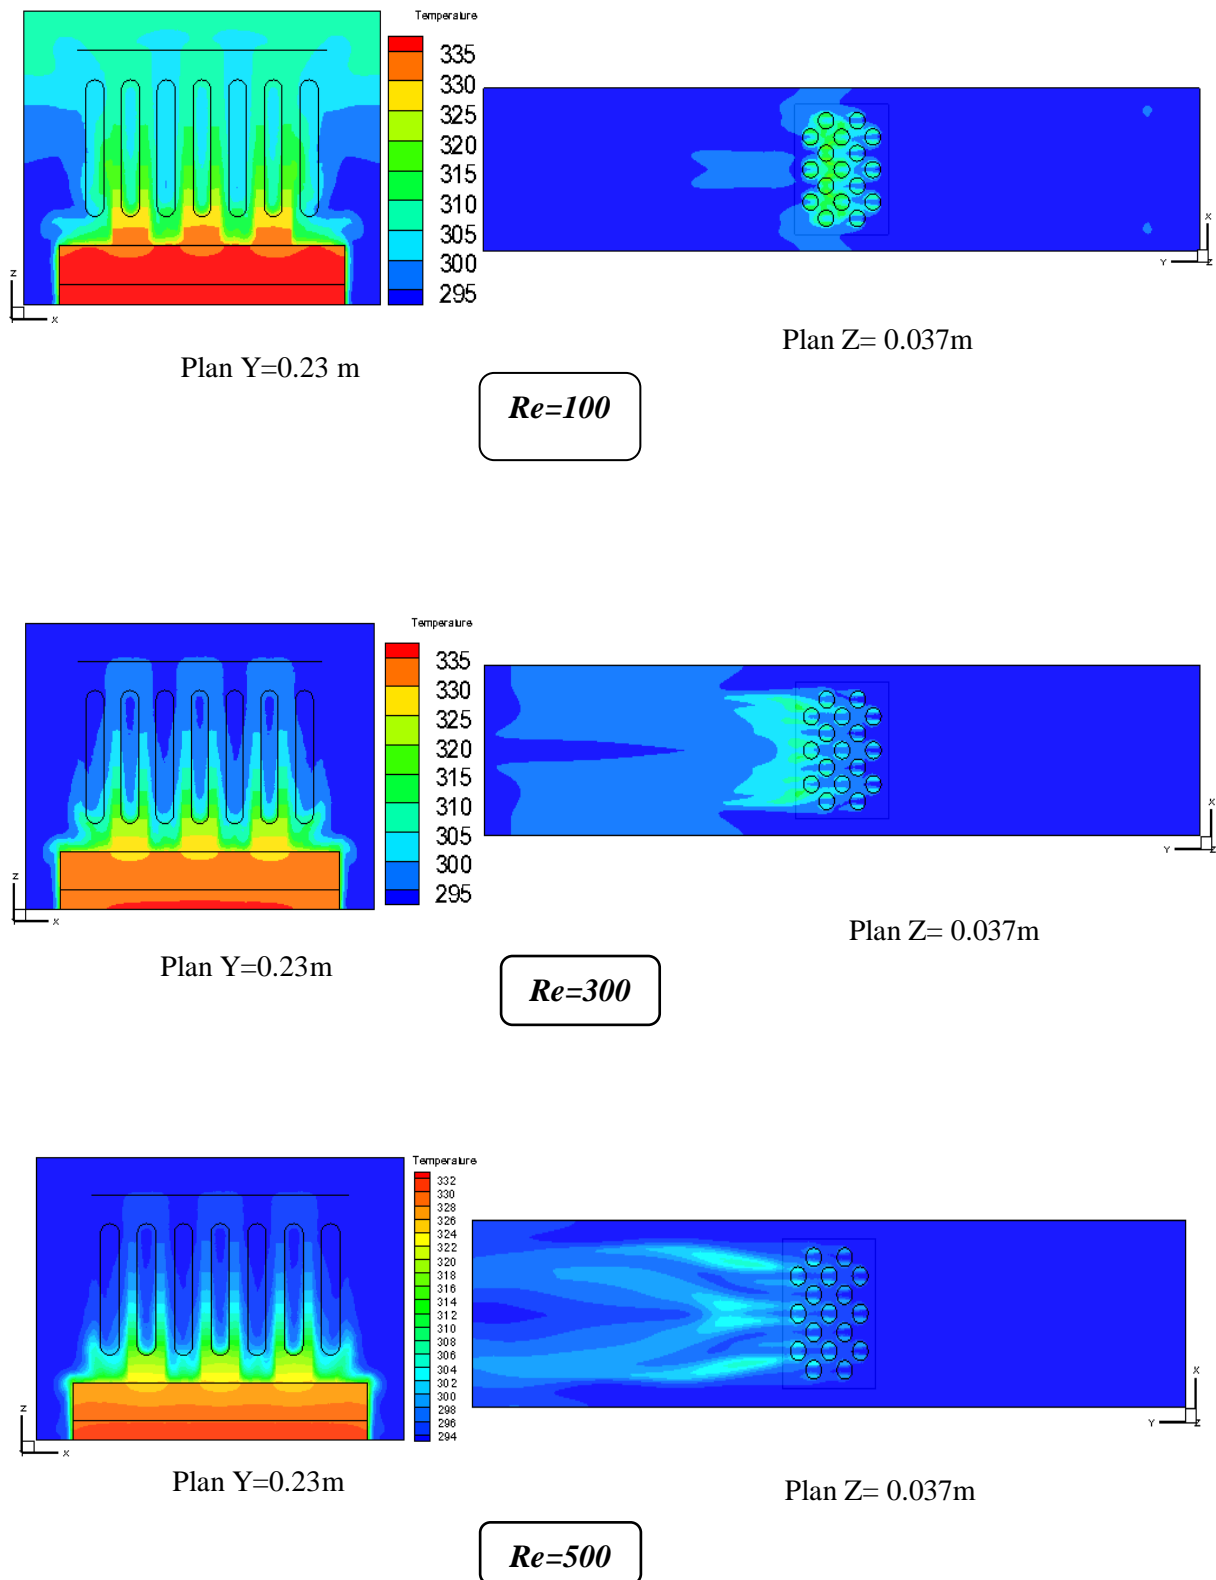 Temperature
335
330
325
320
315
310
305
300
295
Z
X
X
Y
Z
Plan Y=0.23 m
Plan Z= 0.037m
Re=100
Temperature
335
330
325
320
315
310
305
300
295
Z
X
X
Y
Z
Plan Y=0.23m
Plan Z= 0.037m
Re=300
Temperature
332
330
328
326
324
322
320
318
316
314
312
310
308
306
304
302
300
298
296
294
Z
X
X
Y
Z
Plan Y=0.23m
Plan Z= 0.037m
Re=500